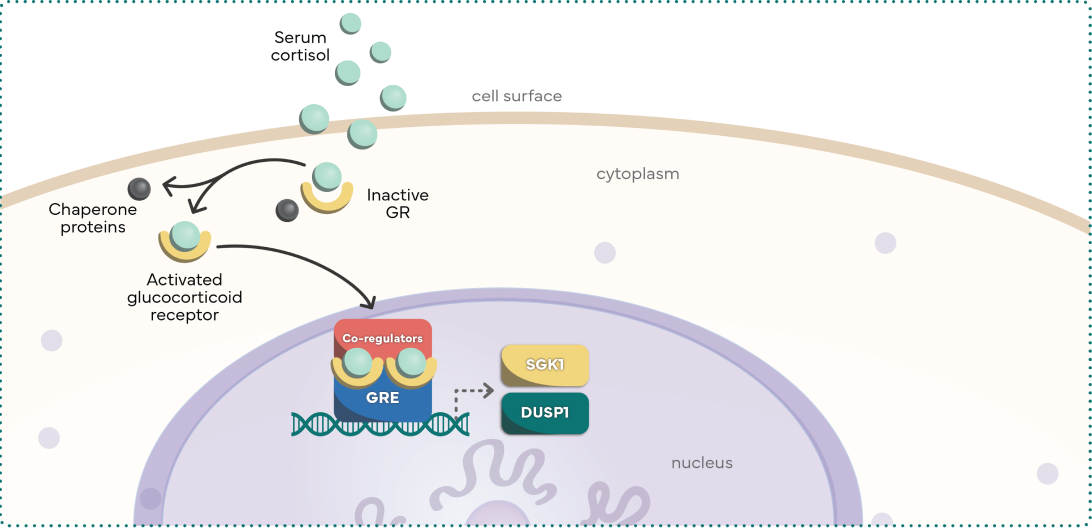 Serum
cortisol
cell surface
cytoplasm
Inactive
GR
Chaperone
proteins
Activated
glucocorticoid
receptor
Co-regulators
GRE
SGK1
DUSP1
nucleus